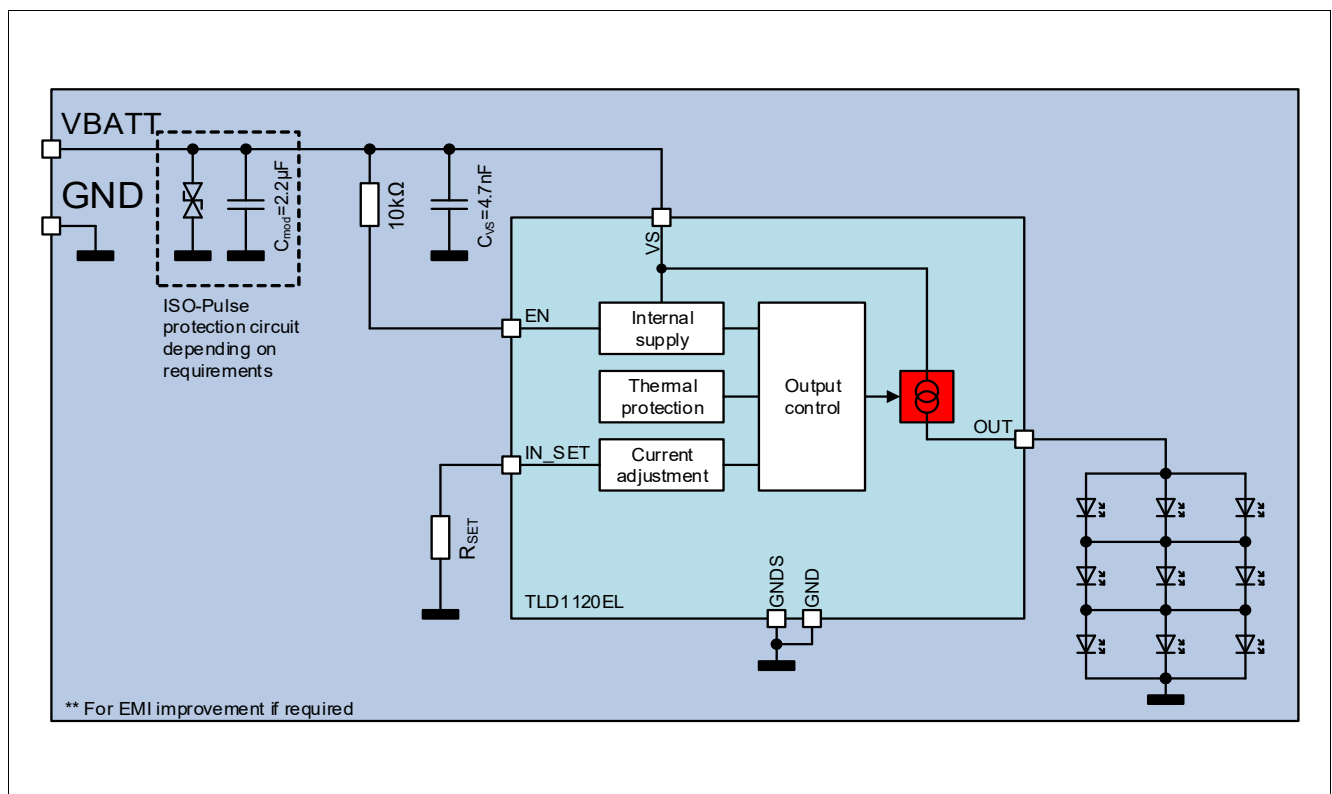 VBATT
GND
Cmod=2.2µF
ISO-Pulse
protection circuit
depending on
requirements
10kΩ
CVS=4.7nF
VS
EN
Internal
supply
Thermal
protection
Output
control
OUT
IN_SET
Current
adjustment
RSET
GNDS
GND
TLD1120EL
** For EMI improvement if required